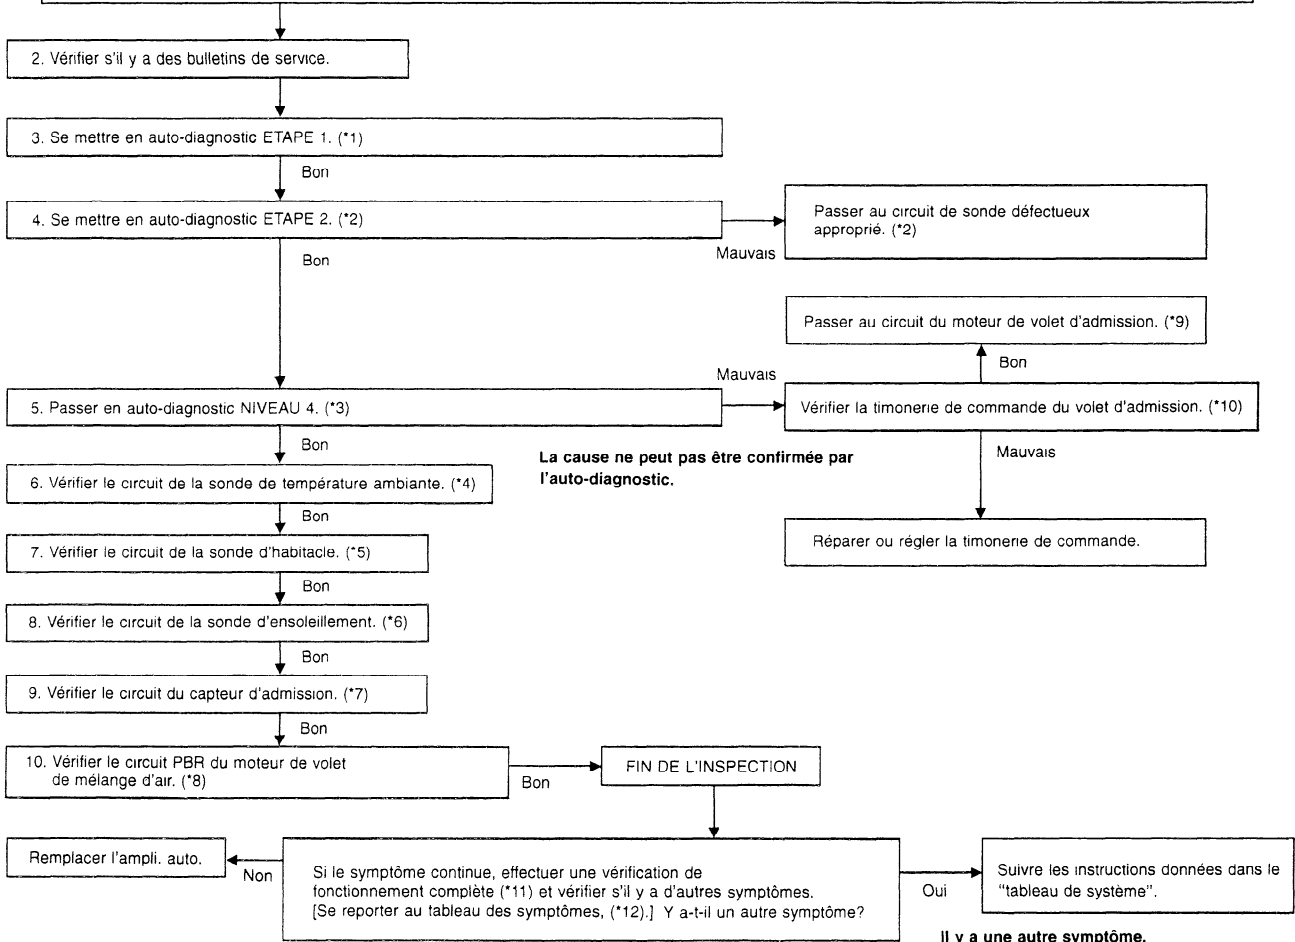 2. Vérifier s'il y a des bulletins de service.
3. Se mettre en auto-diagnostic ETAPE 1. (*1)
Bon
4. Se mettre en auto-diagnostic ETAPE 2. (*2)
Mauvais
Passer au circuit de sonde défectueux
approprié. (*2)
Bon
Passer au circuit du moteur de volet d'admission. (*9)
Bon
Mauvais
5. Passer en auto-diagnostic NIVEAU 4. (*3)
Vérifier la timonerie de commande du volet d'admission. (*10)
Bon
Mauvais
La cause ne peut pas être confirmée par
l'auto-diagnostic.
6. Vérifier le circuit de la sonde de température ambiante. (*4)
Bon
Réparer ou régler la timonerie de commande.
7. Vérifier le circuit de la sonde d'habitacle. (*5)
Bon
8. Vérifier le circuit de la sonde d'ensoleillement. (*6)
Bon
9. Vérifier le circuit du capteur d'admission. (*7)
Bon
10. Vérifier le circuit PBR du moteur de volet
de mélange d'air. (*8)
Bon
FIN DE L'INSPECTION
Remplacer l'ampli. auto.
Non
Si le symptôme continue, effectuer une vérification de
fonctionnement complète (*11) et vérifier s'il y a d'autres symptômes.
[Se reporter au tableau des symptômes, (*12).] Y a-t-il un autre symptôme?
Oui
Suivre les instructions données dans le
"tableau de système".
Il y a une autre symptôme.